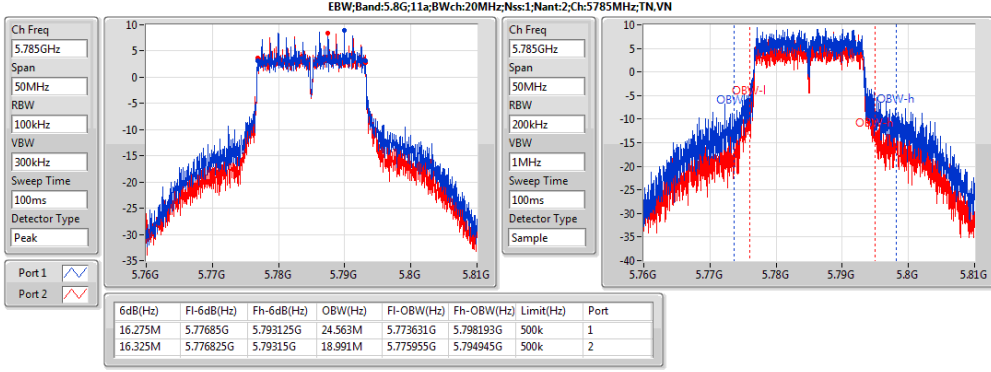 EBW;Band:5.8G;11a;BWch:20MHz;Nss:1;Nant:2;Ch:5785MHz;TN,VN
Ch Freq
5.785GHz
Span
50MHz
RBW
100kHz
VBW
300kHz
Sweep Time
100ms
Detector Type
Peak
10
5
0
-5
-10
-15
-20
-25
-30
-35
5.76G 5.77G 5.78G 5.79G 5.8G 5.81G
Ch Freq
5.785GHz
Span
50MHz
RBW
200kHz
VBW
1MHz
Sweep Time
100ms
Detector Type
Sample
10
5
0
-5
-10
-15
-20
-25
-30
-35
-40
OBW-l
OBW-h
5.76G 5.77G 5.78G 5.79G 5.8G 5.81G
Port 1
Port 2
6dB(Hz) Fl-6dB(Hz) Fh-6dB(Hz) OBW(Hz) Fl-OBW(Hz) Fh-OBW(Hz) Limit(Hz) Port
16.275M 5.77685G 5.793125G 24.563M 5.773631G 5.798193G 500k 1
16.325M 5.776825G 5.79315G 18.991M 5.775955G 5.794945G 500k 2